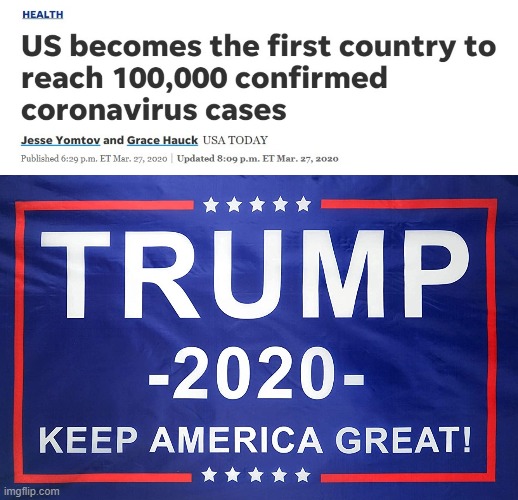 HEALTH
US becomes the first country to
reach 100,000 confirmed
coronavirus cases
Jesse Yomtov and Grace Hauck USA TODAY
Published 6:29 p.m. ET Mar. 27, 2020 | Updated 8:09 p.m. ET Mar. 27, 2020
TRUMP
-2020-
KEEP AMERICA GREAT!
imgflip.com